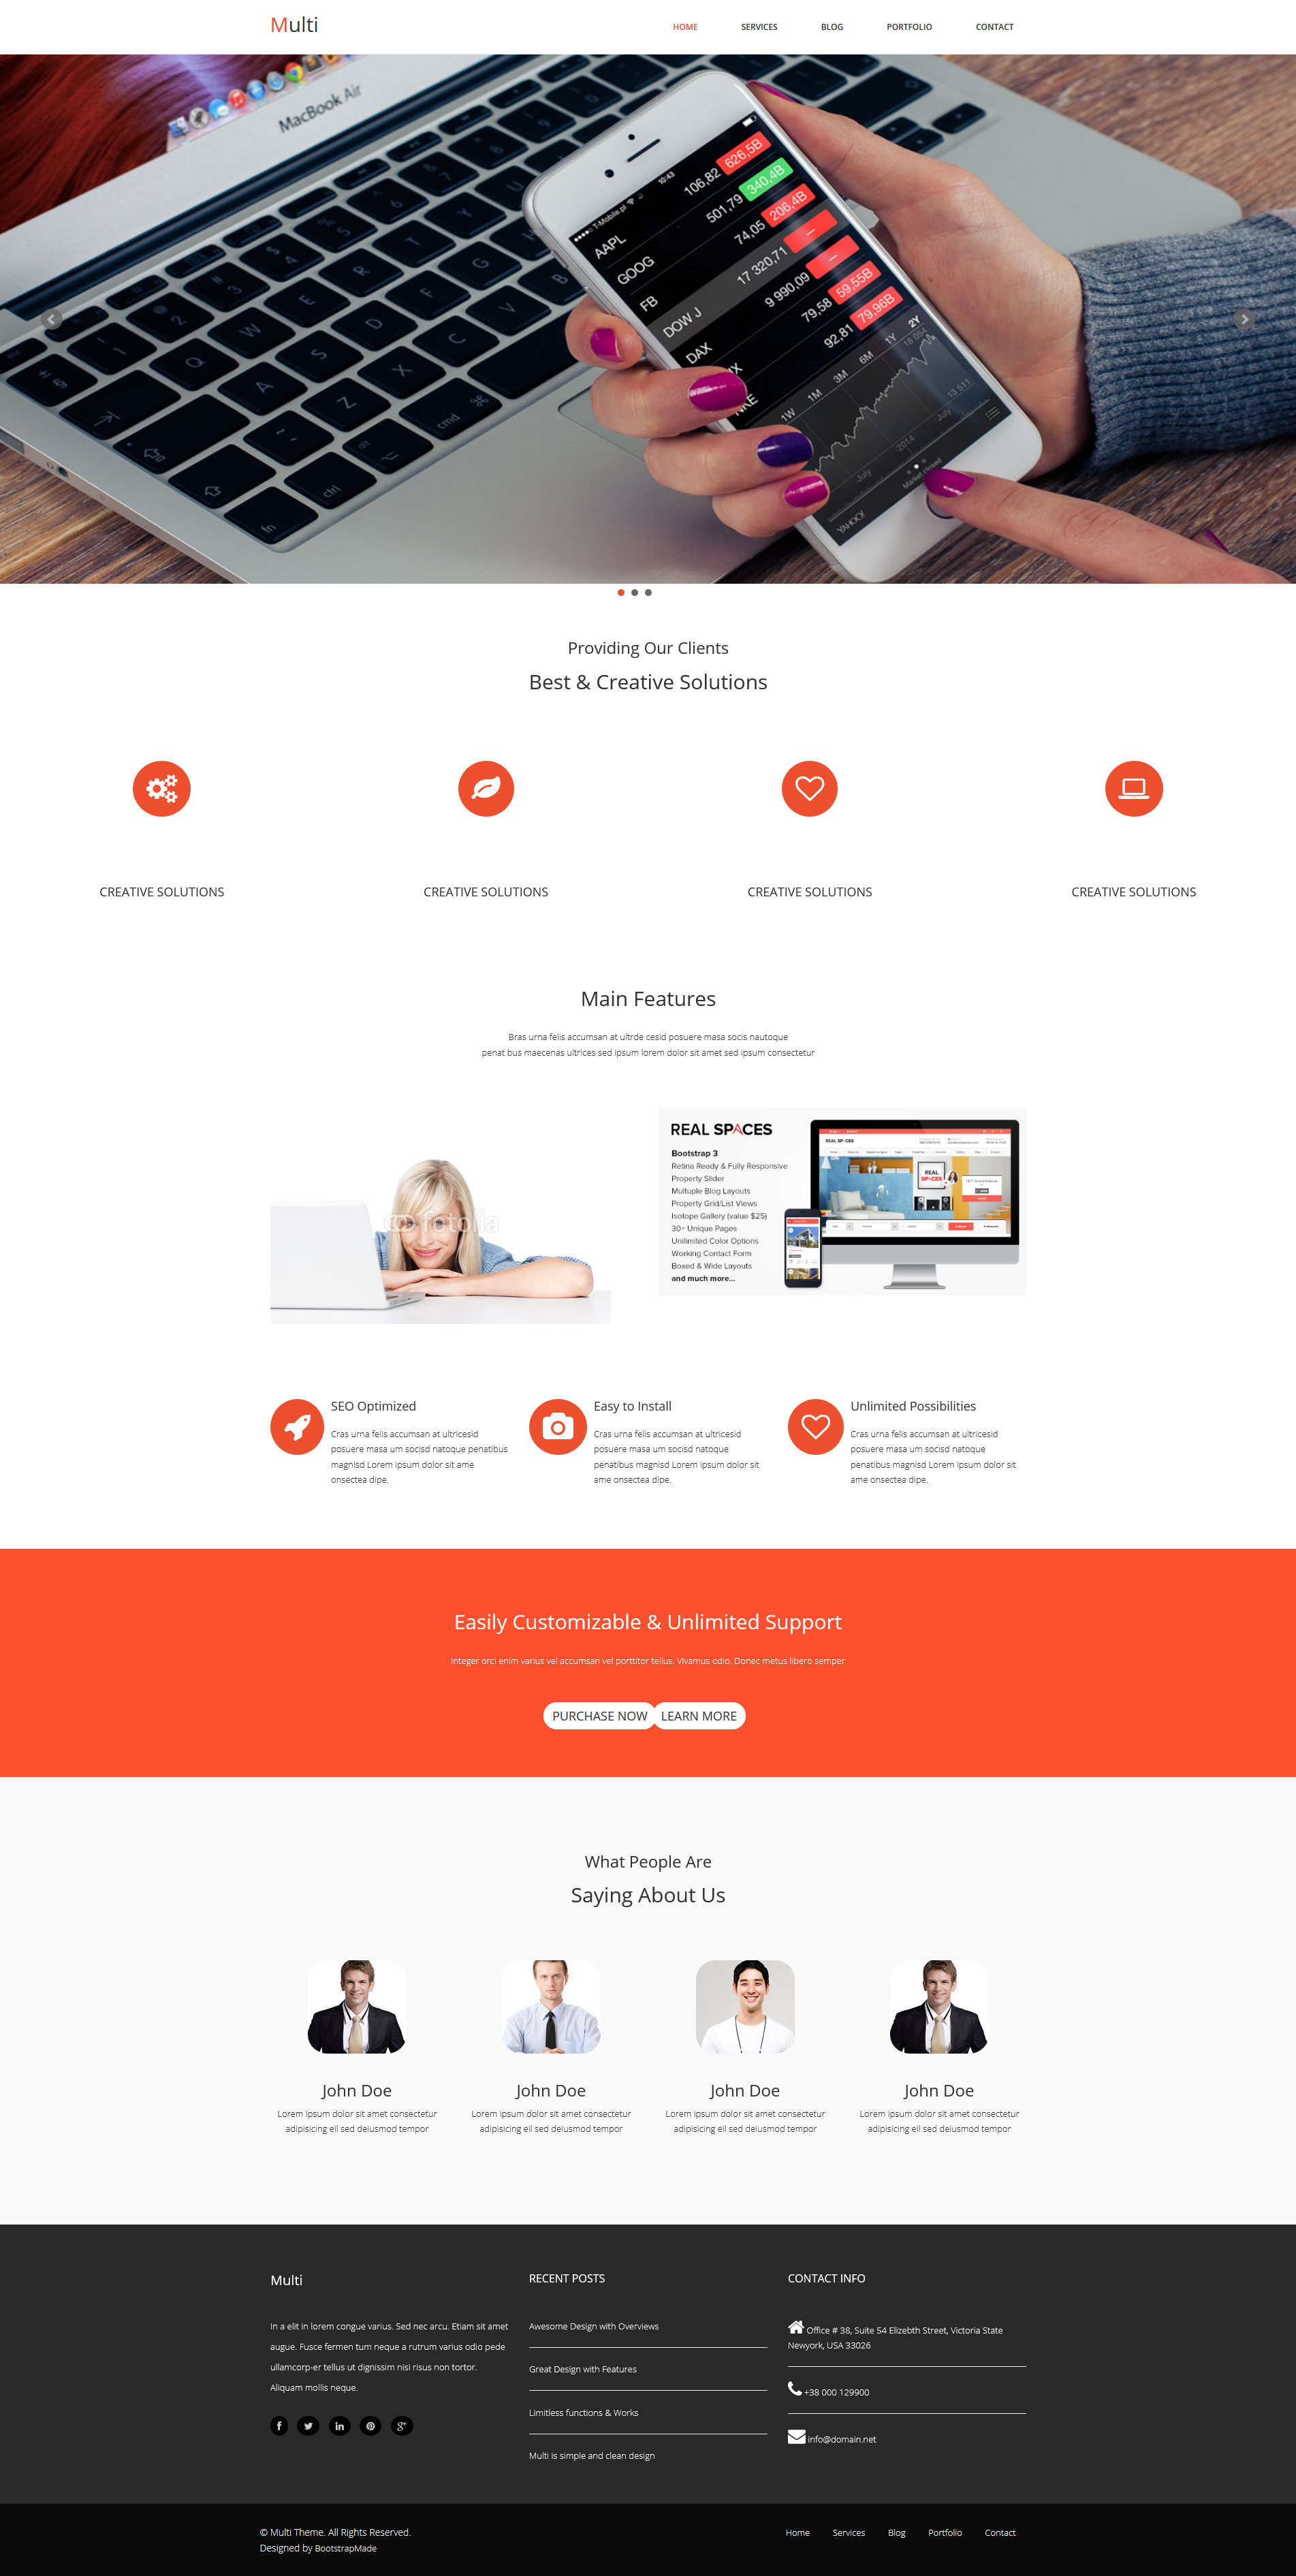 Multi
HOME SERVICES BLOG PORTFOLIO CONTACT
MacBook Air
T-Mobile.pl 10:43
AAPL 106,82 626,5B
GOOG 501,79 340,4B
FB 74,05 206,4B
DOW J 17 320,71 —
DAX 9 990,09 —
79,58 59,55B
92,81 79,96B
1W 1M 3M 6M 1Y 2Y
July 2014 July
YAHOO! Market closed
Providing Our Clients
Best & Creative Solutions
CREATIVE SOLUTIONS
CREATIVE SOLUTIONS
CREATIVE SOLUTIONS
CREATIVE SOLUTIONS
Main Features
Bras urna felis accumsan at ultrde cesid posuere masa socis nautoque
penat bus maecenas ultrices sed ipsum lorem dolor sit amet sed ipsum consectetur
fotolia
REAL SPACES
Bootstrap 3
Retina Ready & Fully Responsive
Property Slider
Multiple Blog Layouts
Property Grid/List Views
Isotope Gallery (value $25)
30+ Unique Pages
Unilimited Color Options
Working Contact Form
Boxed & Wide Layouts
and much more...
REAL SPACES
REAL
SPACES
SEO Optimized
Cras urna felis accumsan at ultricesid
posuere masa um socisd natoque penatibus
magnisd Lorem ipsum dolor sit ame
onsectea dipe.
Easy to Install
Cras urna felis accumsan at ultricesid
posuere masa um socisd natoque
penatibus magnisd Lorem ipsum dolor sit
ame onsectea dipe.
Unlimited Possibilities
Cras urna felis accumsan at ultricesid
posuere masa um socisd natoque
penatibus magnisd Lorem ipsum dolor sit
ame onsectea dipe.
Easily Customizable & Unlimited Support
Integer orci enim varius vel accumsan vel porttitor tellus. Vivamus odio. Donec metus libero semper
PURCHASE NOW LEARN MORE
What People Are
Saying About Us
John Doe
Lorem ipsum dolor sit amet consectetur
adipisicing eil sed deiusmod tempor
John Doe
Lorem ipsum dolor sit amet consectetur
adipisicing eil sed deiusmod tempor
John Doe
Lorem ipsum dolor sit amet consectetur
adipisicing eil sed deiusmod tempor
John Doe
Lorem ipsum dolor sit amet consectetur
adipisicing eil sed deiusmod tempor
Multi
In a elit in lorem congue varius. Sed nec arcu. Etiam sit amet
augue. Fusce fermen tum neque a rutrum varius odio pede
ullamcorp-er tellus ut dignissim nisi risus non tortor.
Aliquam mollis neque.
RECENT POSTS
Awesome Design with Overviews
Great Design with Features
Limitless functions & Works
Multi is simple and clean design
CONTACT INFO
Office # 38, Suite 54 Elizebth Street, Victoria State
Newyork, USA 33026
+38 000 129900
info@domain.net
© Multi Theme. All Rights Reserved.
Designed by BootstrapMade
Home Services Blog Portfolio Contact